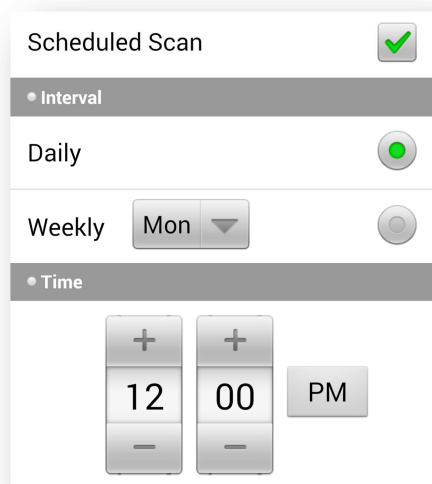 Scheduled Scan
Interval
Daily
Weekly Mon
Time
12 00 PM